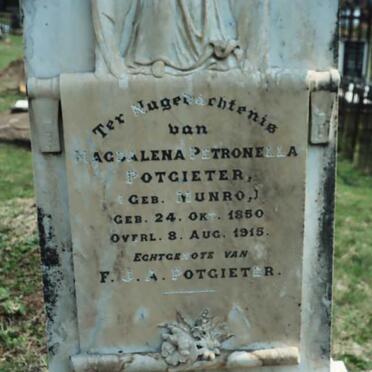 Ter Nagedachtenis
van
MAGDALENA PETRONELLA
POTGIETER,
(GEB. MUNRO,)
GEB. 24. OKT. 1850
OVERL. 8. AUG. 1915.
ECHTGENOTE VAN
F. J. A. POTGIETER.